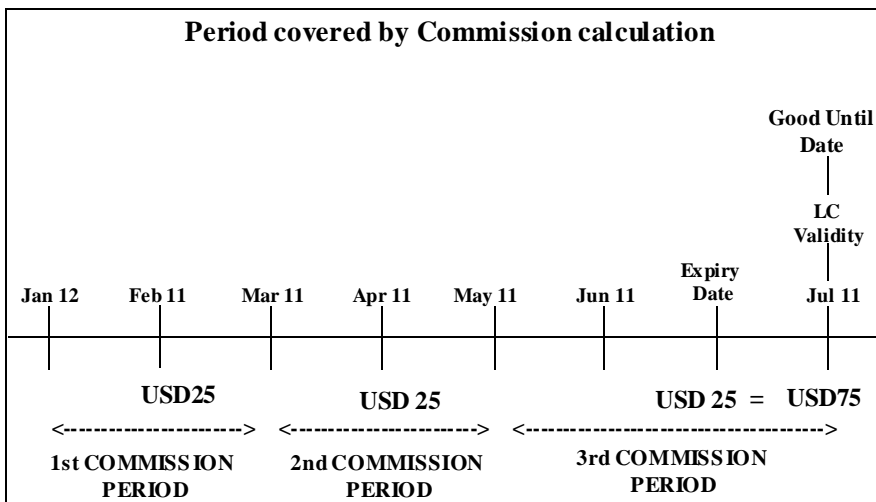 Period covered by Commission calculation
Good Until
Date
LC
Validity
Jan 12 Feb 11 Mar 11 Apr 11 May 11 Jun 11 Expiry Date Jul 11
USD25 USD 25 USD 25 = USD75
<---------------------> <---------------------> <--------------------------------->
1st COMMISSION PERIOD
2nd COMMISSION PERIOD
3rd COMMISSION PERIOD